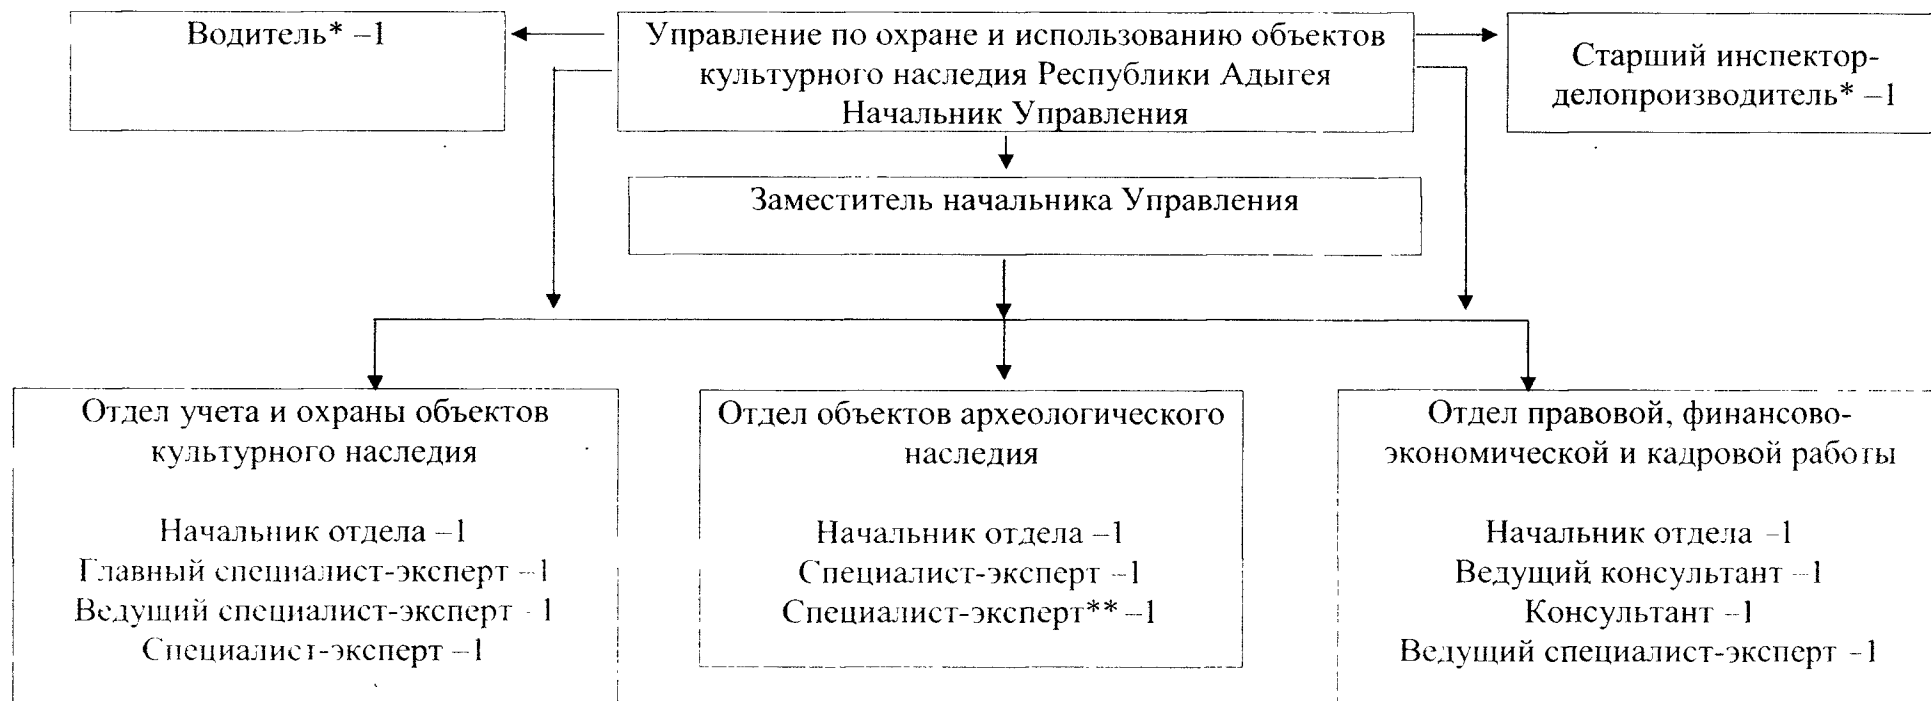 Водитель* –1
Управление по охране и использованию объектов
культурного наследия Республики Адыгея
Начальник Управления
Старший инспектор-
делопроизводитель* –1
Заместитель начальника Управления
Отдел учета и охраны объектов
культурного наследия
Начальник отдела –1
Главный специалист-эксперт –1
Ведущий специалист-эксперт –1
Специалист-эксперт –1
Отдел объектов археологического
наследия
Начальник отдела –1
Специалист-эксперт –1
Специалист-эксперт** –1
Отдел правовой, финансово-
экономической и кадровой работы
Начальник отдела –1
Ведущий консультант –1
Консультант –1
Ведущий специалист-эксперт –1